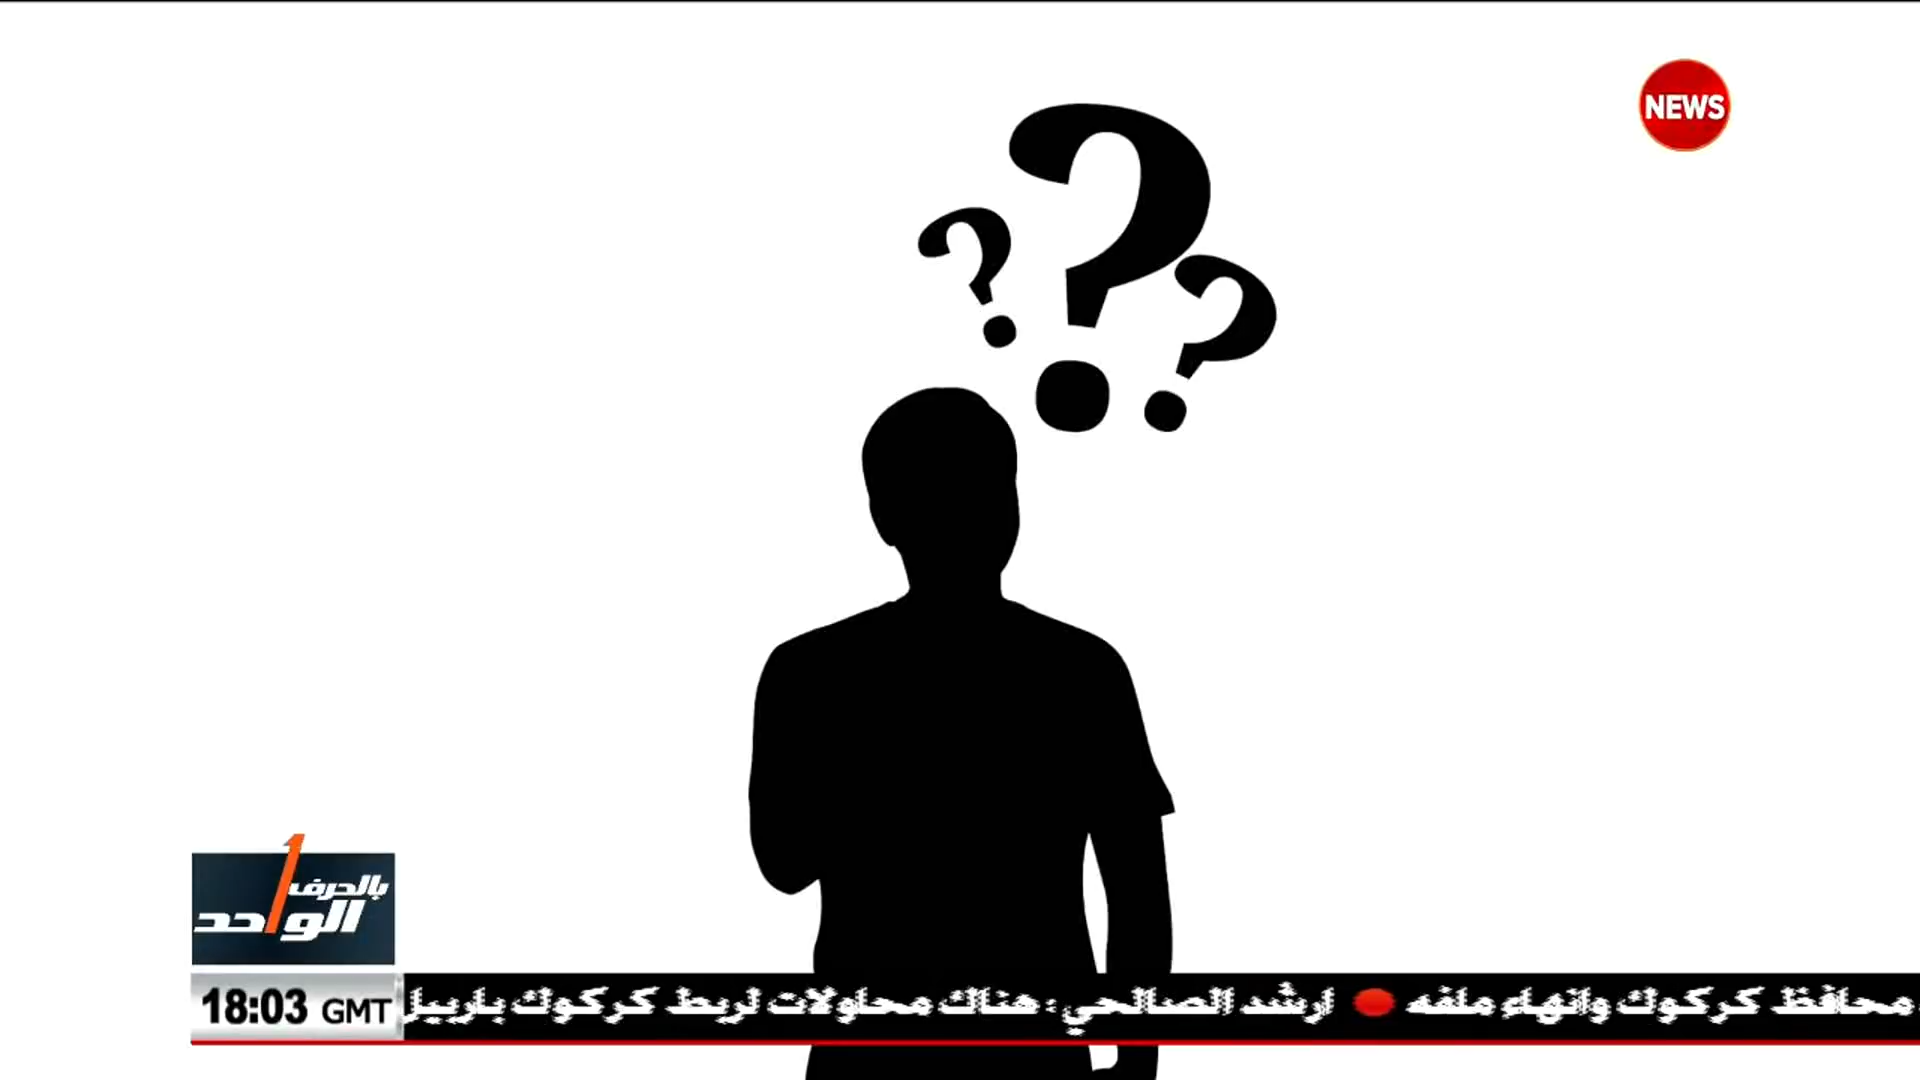 NEWS
بالحرف
الواحد
18:03 GMT
محافظ كركوك وانهاء ملفه ارشد الصالحي : هناك محاولات لربط كركوك باربيل